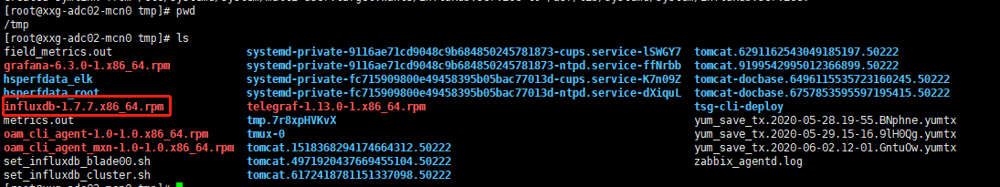 [root@xxg-adc02-mcn0 tmp]# pwd
/tmp
[root@xxg-adc02-mcn0 tmp]# ls
field_metrics.out systemd-private-9116ae71cd9048c9b684850245781873-cups.service-lSWGY7 tomcat.6291162543049185197.50222
grafana-6.3.0-1.x86_64.rpm systemd-private-9116ae71cd9048c9b684850245781873-ntpd.service-ffNrbb tomcat.9199542995012366899.50222
hsperfdata_elk systemd-private-fc715909800e49458395b05bac77013d-cups.service-K7n09Z tomcat-docbase.6496115535723160245.50222
hsperfdata_root systemd-private-fc715909800e49458395b05bac77013d-ntpd.service-dXiquL tomcat-docbase.6757853595597195415.50222
influxdb-1.7.7.x86_64.rpm telegraf-1.13.0-1.x86_64.rpm tsg-cli-deploy
metrics.out tmp.7r8xpHVKvX yum_save_tx.2020-05-28.19-55.BNphne.yumtx
oam_cli_agent-1.0-1.0.x86_64.rpm tmux-0 yum_save_tx.2020-05-29.15-16.9lH0Qg.yumtx
oam_cli_agent_mxn-1.0-1.0.x86_64.rpm tomcat.1518368294174664312.50222 yum_save_tx.2020-06-02.12-01.GntuOw.yumtx
set_influxdb_blade00.sh tomcat.4971920437669455104.50222 zabbix_agentd.log
set_influxdb_cluster.sh tomcat.6172418781151337098.50222